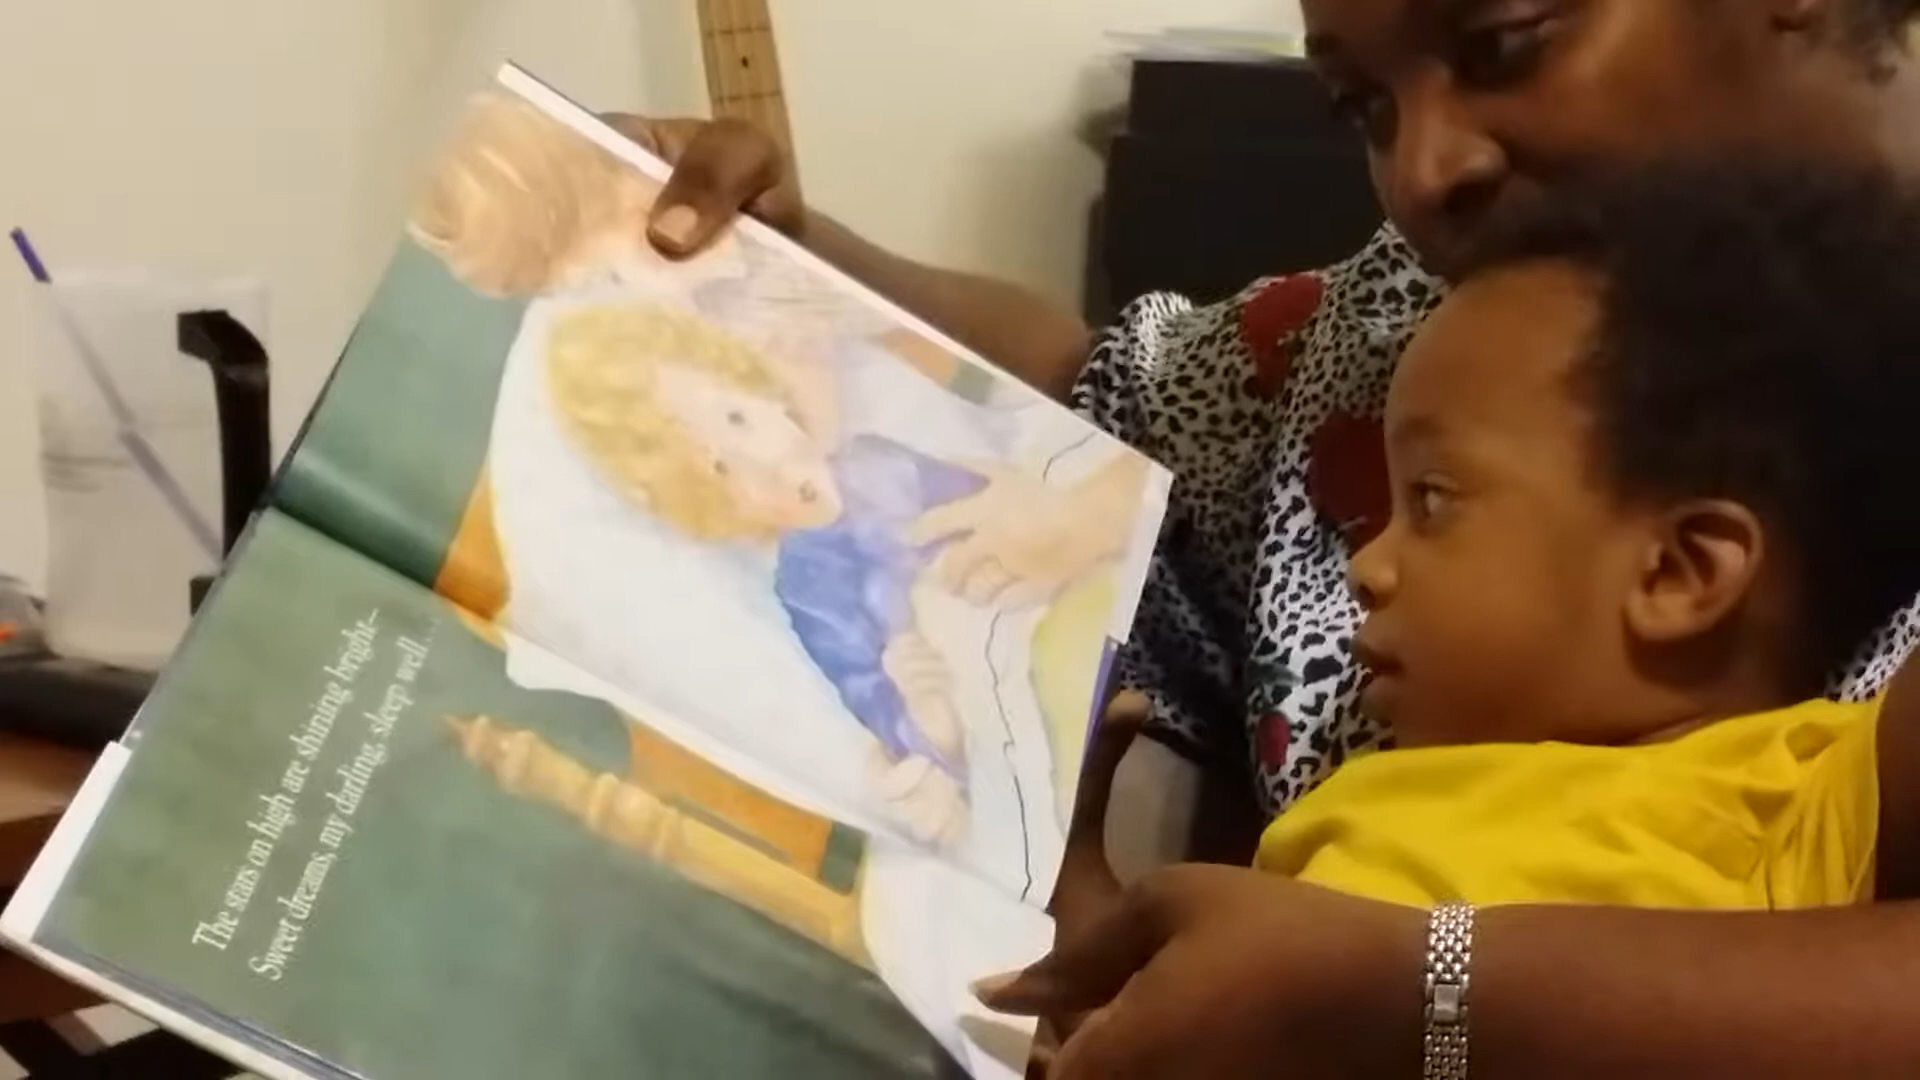 The stars on high are shining bright–
Sweet dreams, my darling, sleep well...